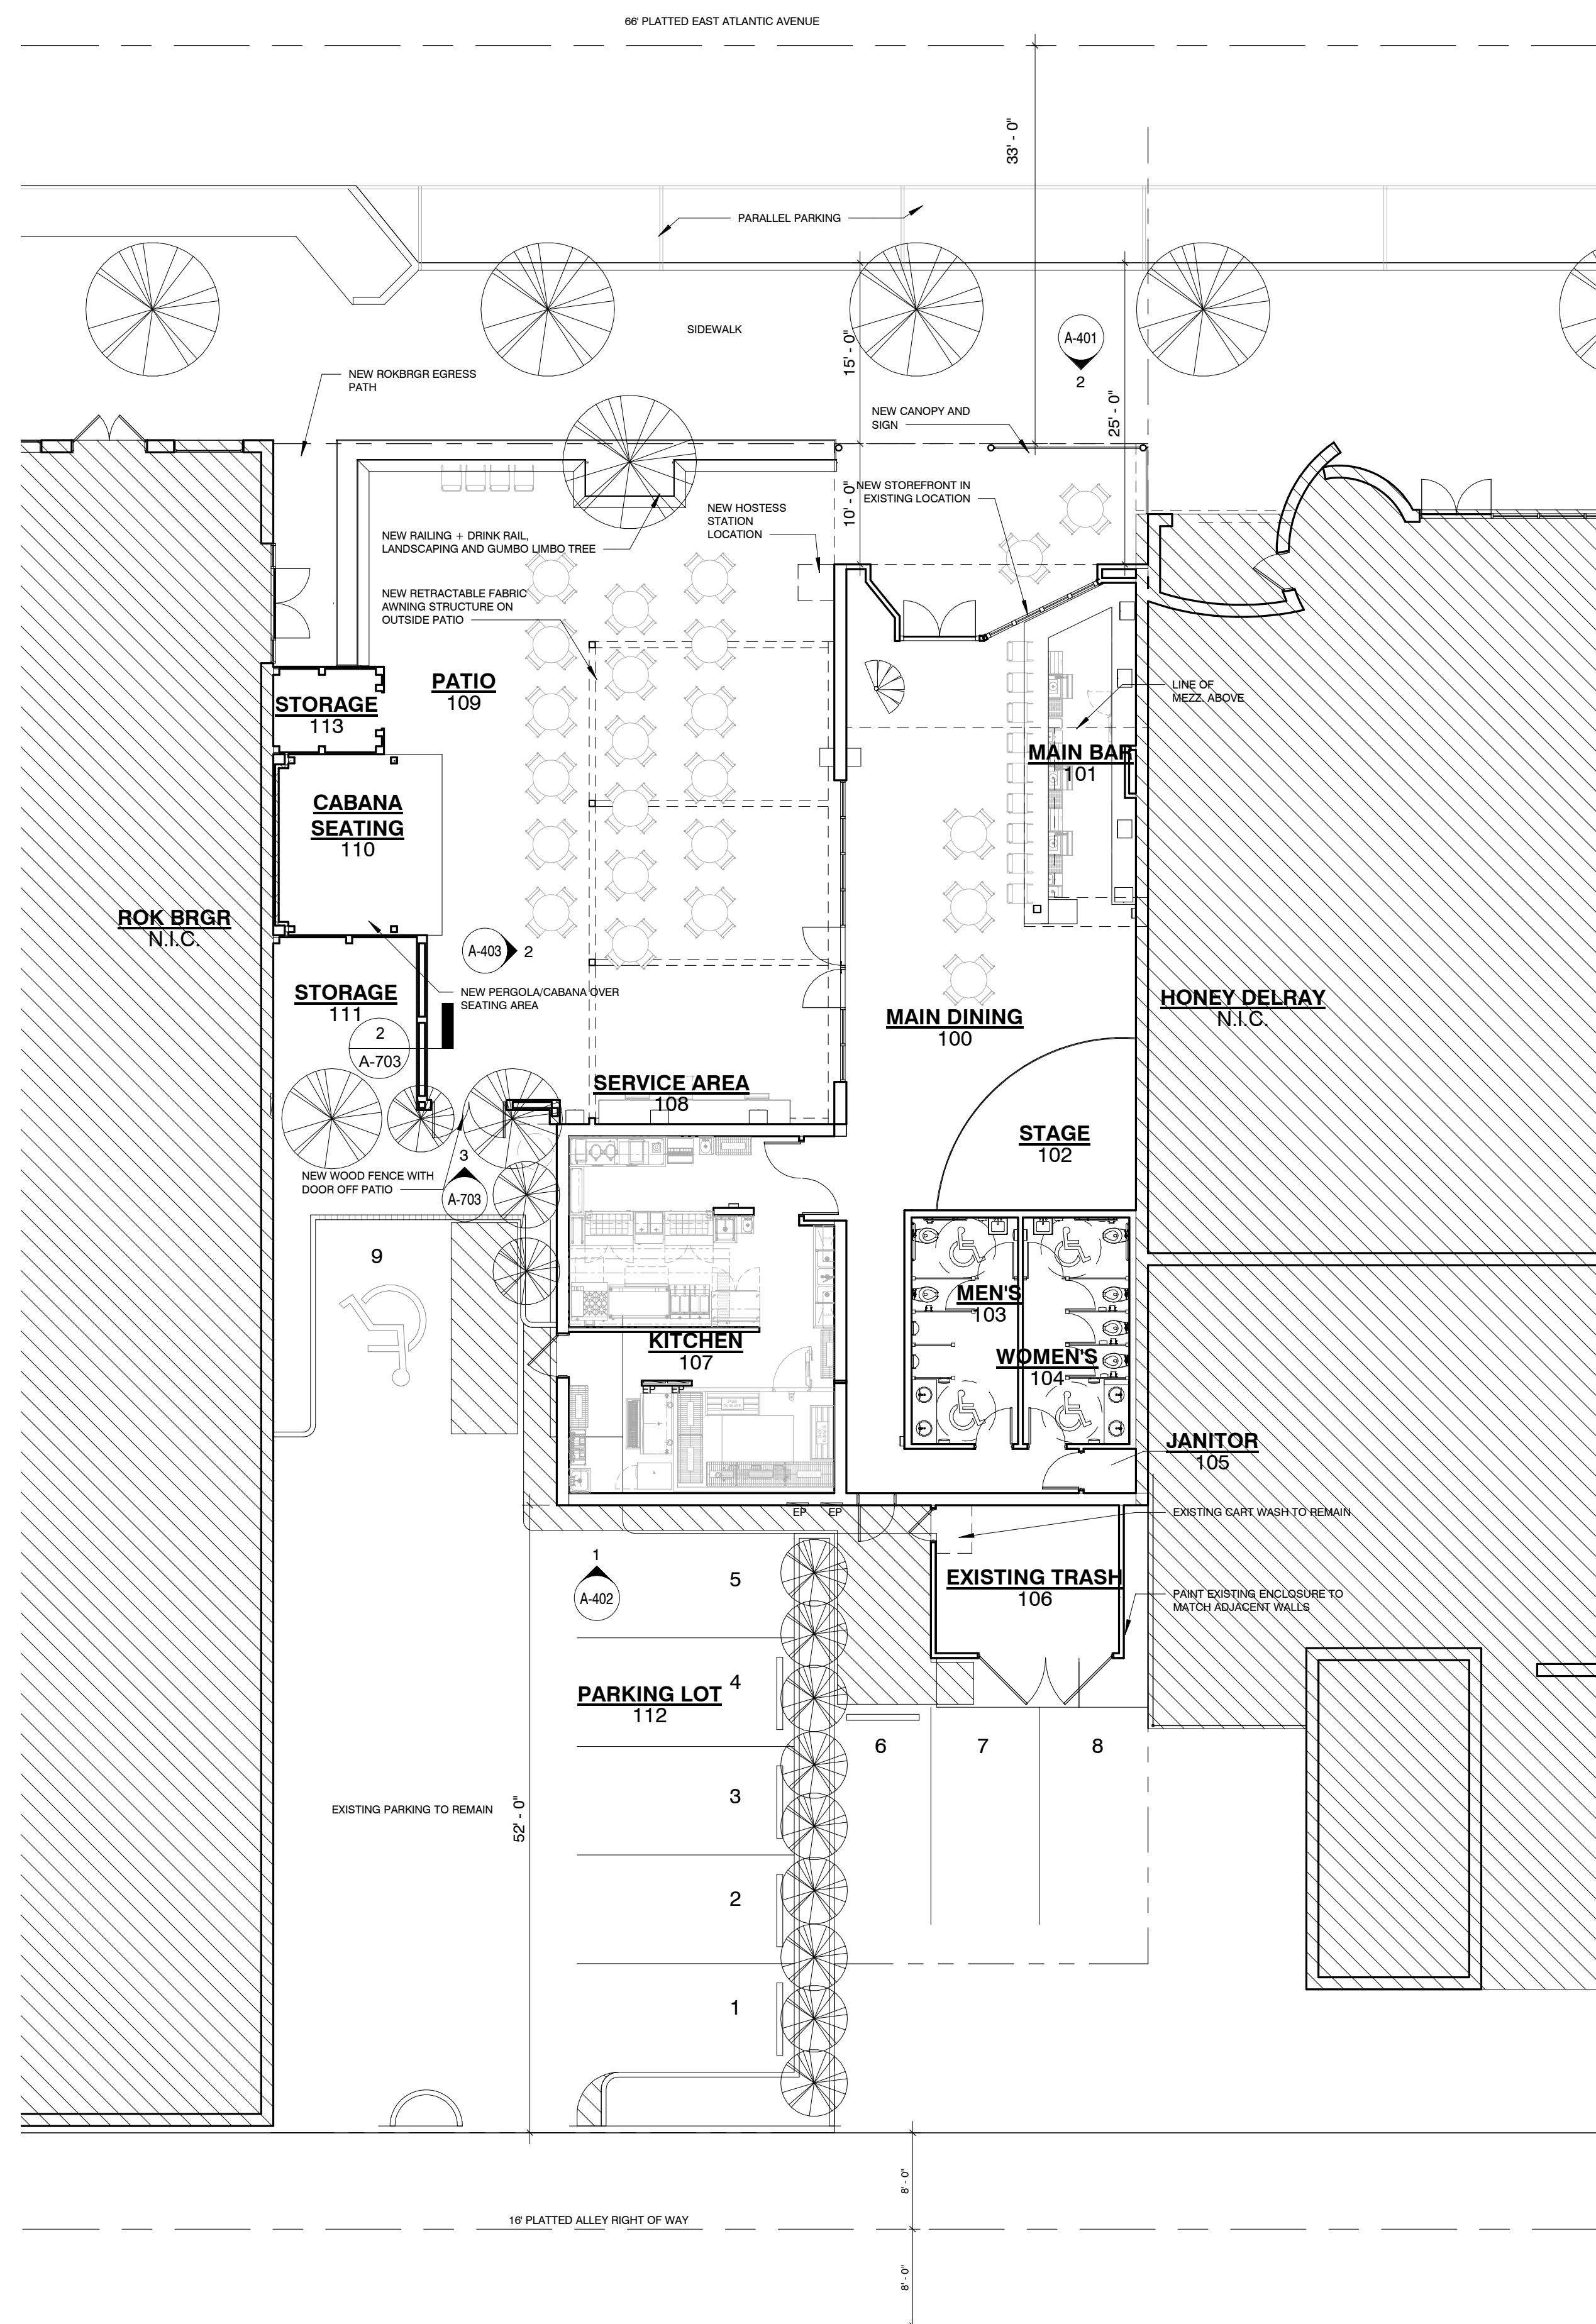 66' PLATTED EAST ATLANTIC AVENUE
33' - 0"
PARALLEL PARKING
SIDEWALK
15' - 0"
A-401
2
NEW ROKBRGR EGRESS
PATH
NEW CANOPY AND
SIGN
25' - 0"
10' - 0"
NEW STOREFRONT IN
EXISTING LOCATION
NEW HOSTESS
STATION
LOCATION
NEW RAILING + DRINK RAIL,
LANDSCAPING AND GUMBO LIMBO TREE
NEW RETRACTABLE FABRIC
AWNING STRUCTURE ON
OUTSIDE PATIO
PATIO
109
LINE OF
MEZZ. ABOVE
STORAGE
113
MAIN BAR
101
CABANA
SEATING
110
ROK BRGR
N.I.C.
A-403
2
NEW PERGOLA/CABANA OVER
SEATING AREA
STORAGE
111
2
A-703
HONEY DELRAY
N.I.C.
MAIN DINING
100
SERVICE AREA
108
STAGE
102
NEW WOOD FENCE WITH
DOOR OFF PATIO
3
A-703
9
MEN'S
103
KITCHEN
107
WOMEN'S
104
EP
EP
JANITOR
105
EP
EP
EXISTING CART WASH TO REMAIN
1
A-402
5
EXISTING TRASH
106
PAINT EXISTING ENCLOSURE TO
MATCH ADJACENT WALLS
4
PARKING LOT
112
6
7
8
3
EXISTING PARKING TO REMAIN
52' - 0"
2
1
8' - 0"
16' PLATTED ALLEY RIGHT OF WAY
8' - 0"